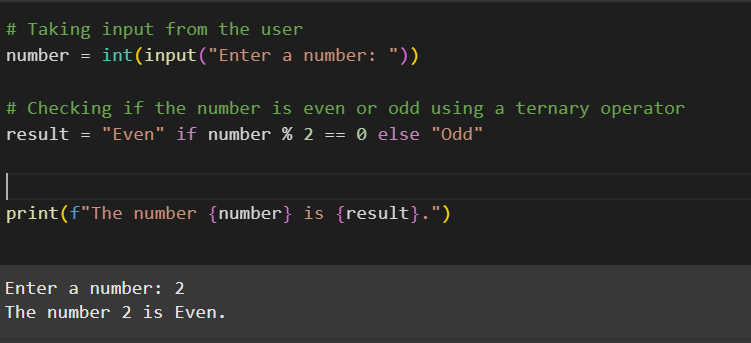 # Taking input from the user
number = int(input("Enter a number: "))
# Checking if the number is even or odd using a ternary operator
result = "Even" if number % 2 == 0 else "Odd"
print(f"The number {number} is {result}.")
Enter a number: 2
The number 2 is Even.